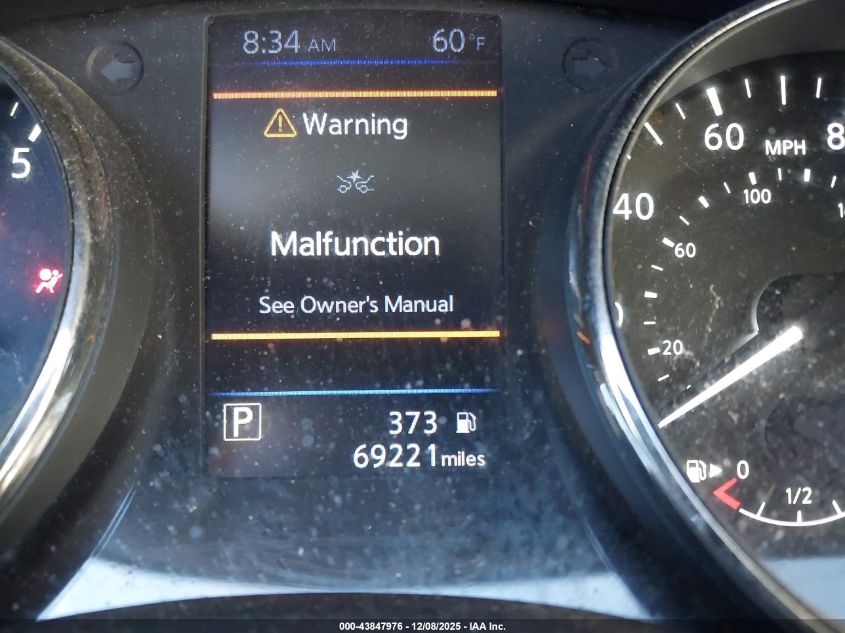 8:34 AM 60°F
Warning
Malfunction
See Owner's Manual
P 373
69221 miles
5
60
MPH
40
100
60
20
0
1/2
000-43847976 - 12/08/2025 - IAA Inc.